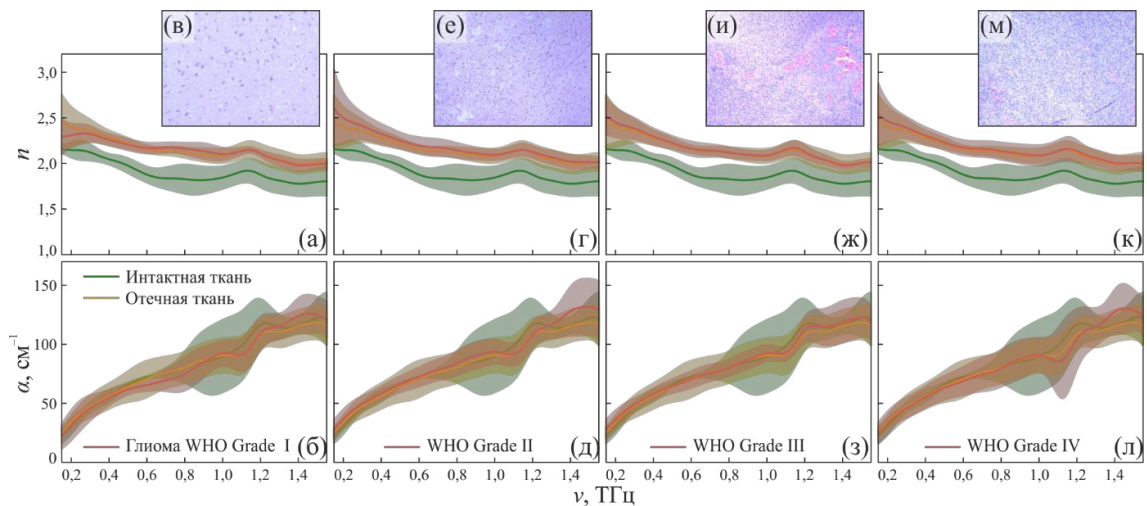 (в) (е) (и) (м)
3,0
2,5
n 2,0
1,5
1,0
(а) (г) (ж) (к)
Интактная ткань
Отечная ткань
150
100
α, см⁻¹
50
0
Глиома WHO Grade I (б) WHO Grade II (д) WHO Grade III (з) WHO Grade IV (л)
0,2 0,4 0,6 0,8 1,0 1,2 1,4 0,2 0,4 0,6 0,8 1,0 1,2 1,4 0,2 0,4 0,6 0,8 1,0 1,2 1,4 0,2 0,4 0,6 0,8 1,0 1,2 1,4
ν, ТГц